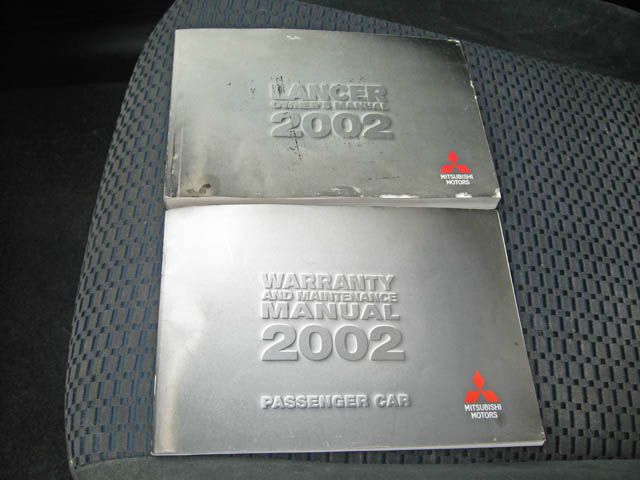 LANCER
OWNER'S MANUAL
2002
MITSUBISHI
MOTORS
WARRANTY
AND MAINTENANCE
MANUAL
2002
PASSENGER CAR
MITSUBISHI
MOTORS